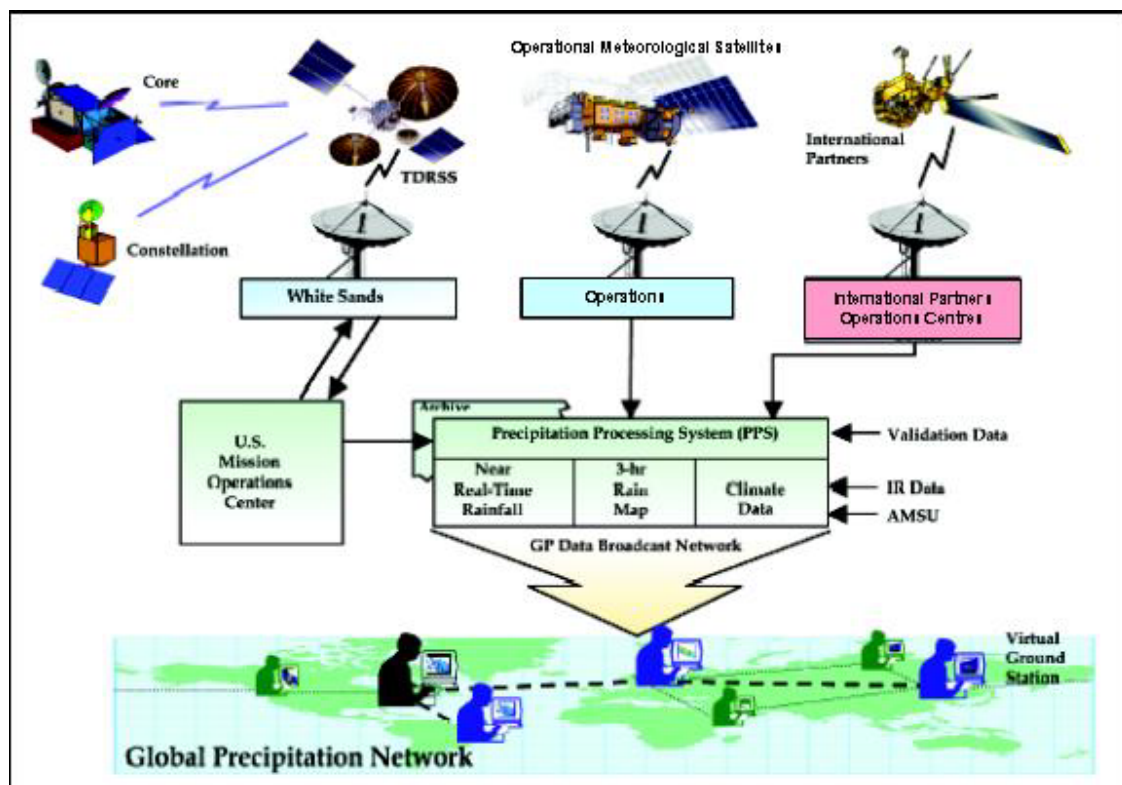 Operational Meteorological Satellites
Core
TDRSS
International
Partners
Constellation
White Sands
Operations
International Partners
Operations Centres
Archive
U.S.
Mission
Operations
Center
Precipitation Processing System (PPS)
Near
Real-Time
Rainfall
3-hr
Rain
Map
Climate
Data
Validation Data
IR Data
AMSU
GP Data Broadcast Network
Virtual
Ground
Station
Global Precipitation Network